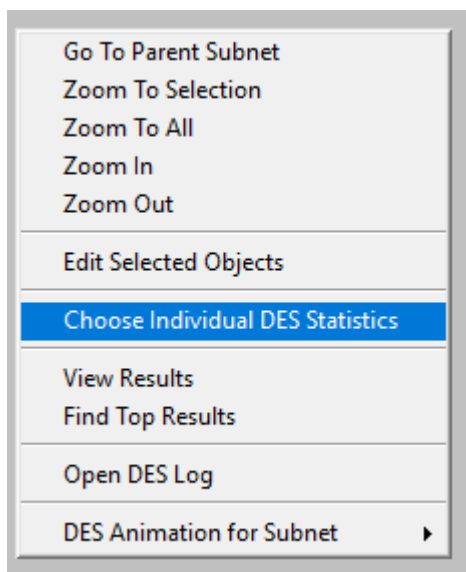 Go To Parent Subnet
Zoom To Selection
Zoom To All
Zoom In
Zoom Out
Edit Selected Objects
Choose Individual DES Statistics
View Results
Find Top Results
Open DES Log
DES Animation for Subnet